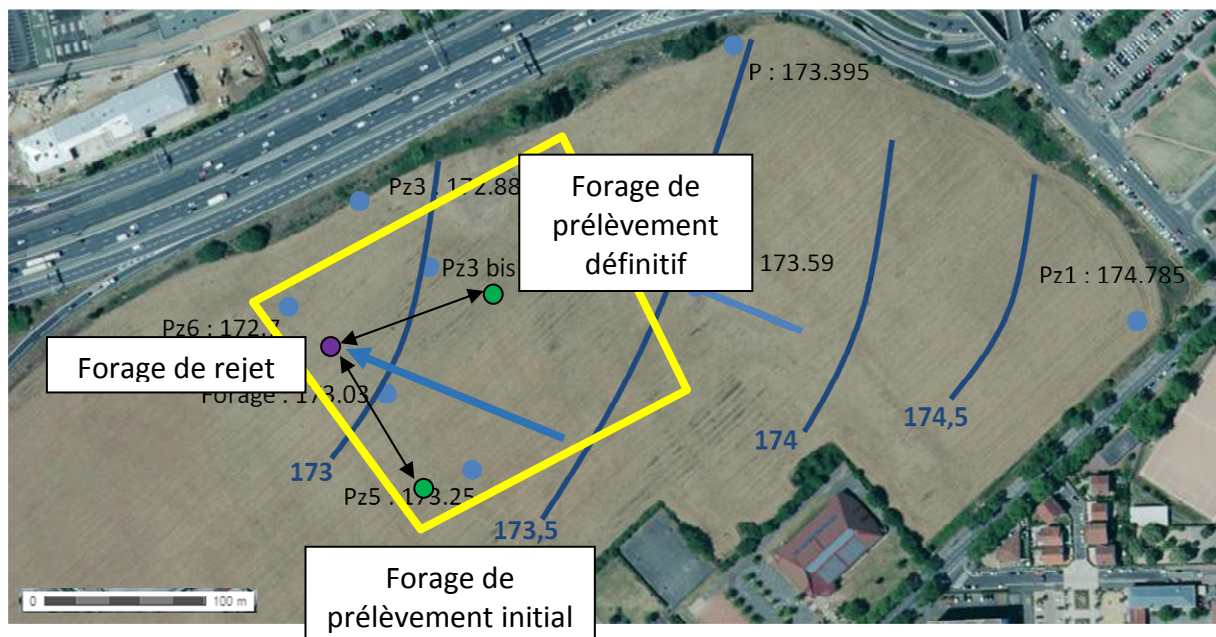 P : 173.395
Pz3 : 172.88
Forage de
prélèvement
définitif
Pz3 bis
173.59
Pz1 : 174.785
Pz6 : 172.7
Forage de rejet
Forage : 173.03
173
174
174,5
Pz5 : 173.25
173,5
Forage de
prélèvement initial
0 100 m